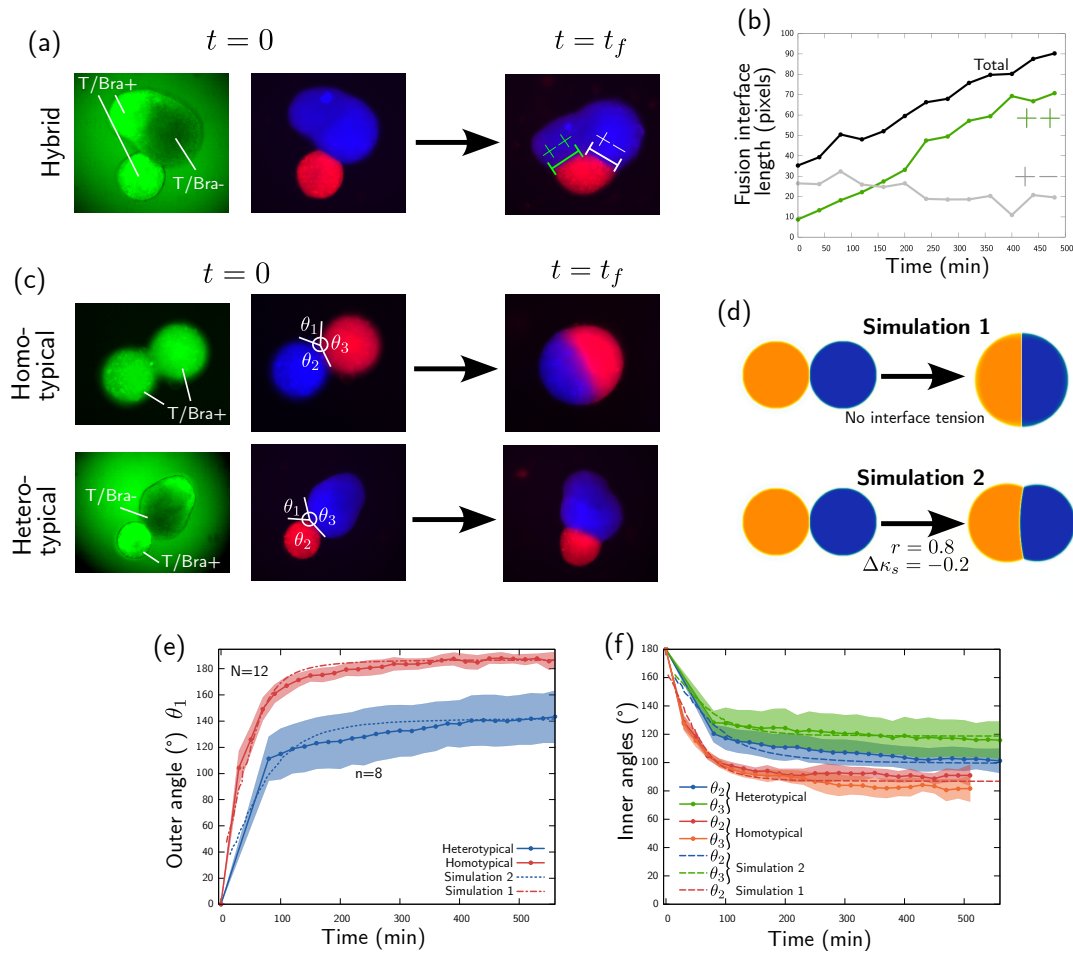 (a)
t = 0
t = t_f
Hybrid
T/Bra+
T/Bra-
++
+−
(b)
Fusion interface
length (pixels)
100
90
80
70
60
50
40
30
20
10
0
Total
++
+−
0 50 100 150 200 250 300 350 400 450 500
Time (min)
(c)
t = 0
t = t_f
Homo-
typical
T/Bra+
θ1
θ2
θ3
Hetero-
typical
T/Bra-
T/Bra+
θ1
θ2
θ3
(d)
Simulation 1
No interface tension
Simulation 2
r = 0.8
Δκ_s = −0.2
(e)
Outer angle (°) θ1
180
160
140
120
100
80
60
40
20
0
N=12
n=8
Heterotypical
Homotypical
Simulation 2
Simulation 1
0 100 200 300 400 500
Time (min)
(f)
Inner angles (°)
180
160
140
120
100
80
60
40
20
0
θ2
θ3
Heterotypical
θ2
θ3
Homotypical
θ2
θ3
Simulation 2
θ2 Simulation 1
0 100 200 300 400 500
Time (min)